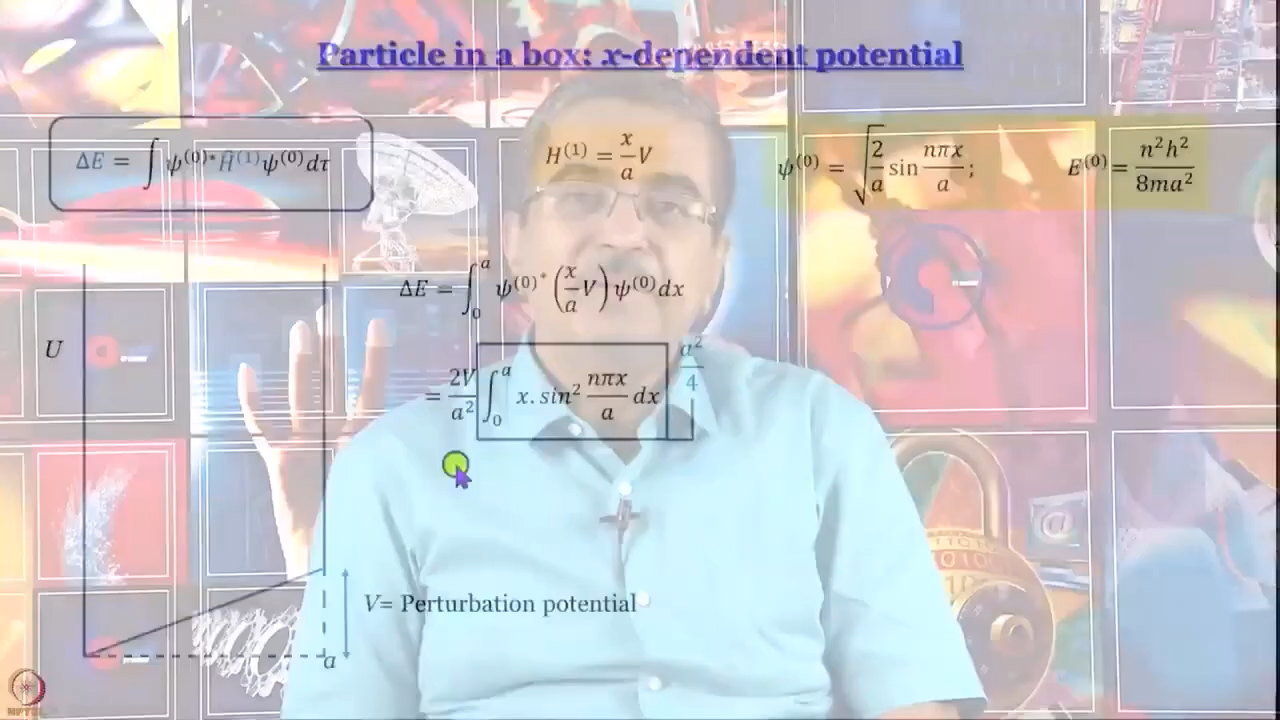 Particle in a box: x-dependent potential
ΔE = ∫ ψ⁽⁰⁾* Ĥ⁽¹⁾ ψ⁽⁰⁾ dτ
H⁽¹⁾ = x/a V
ψ⁽⁰⁾ = √(2/a) sin nπx/a ;
E⁽⁰⁾ = n²h²/8ma²
ΔE = ∫₀ᵃ ψ⁽⁰⁾* (x/a V) ψ⁽⁰⁾ dx
= 2V/a² ∫₀ᵃ x. sin² nπx/a dx
a²/4
U
V= Perturbation potential
a
@
NPTEL